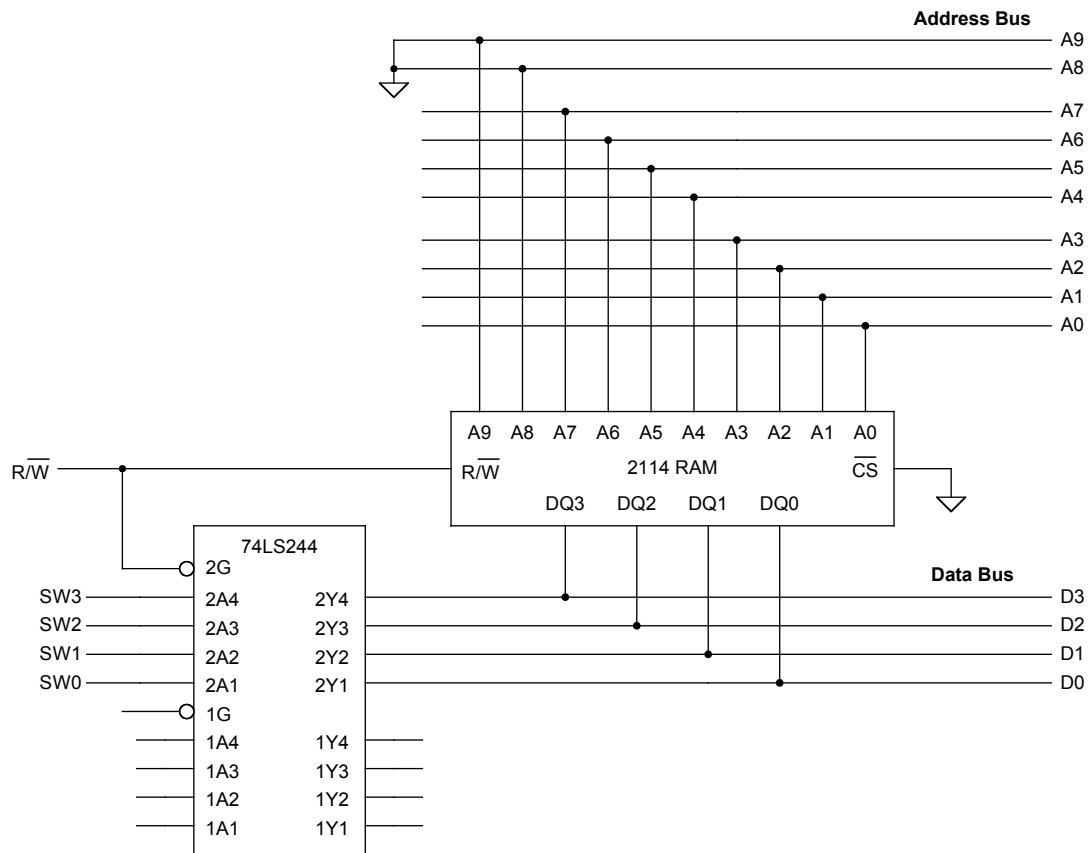 Address Bus
A9
A8
A7
A6
A5
A4
A3
A2
A1
A0
A9 A8 A7 A6 A5 A4 A3 A2 A1 A0
R/W̅ R/W̅ 2114 RAM C̅S̅
DQ3 DQ2 DQ1 DQ0
74LS244
2G
Data Bus
SW3 2A4 2Y4 D3
SW2 2A3 2Y3 D2
SW1 2A2 2Y2 D1
SW0 2A1 2Y1 D0
1G
1A4 1Y4
1A3 1Y3
1A2 1Y2
1A1 1Y1